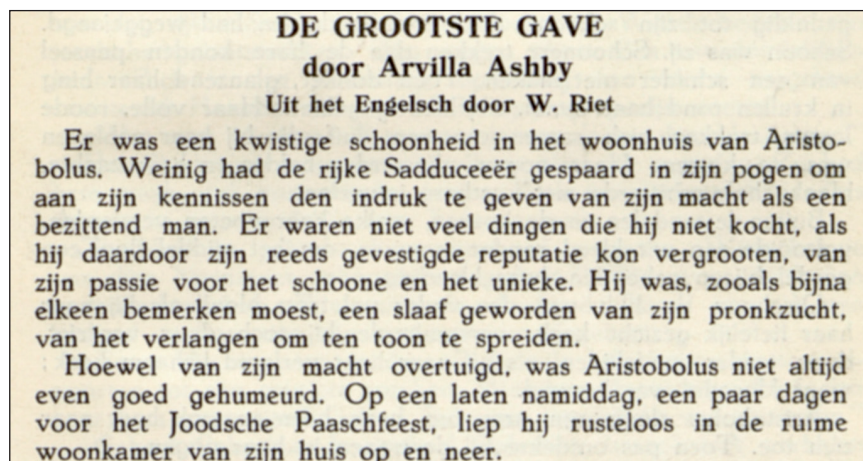 DE GROOTSTE GAVE
door Arvilla Ashby
Uit het Engelsch door W. Riet
Er was een kwistige schoonheid in het woonhuis van Aristo-
bolus. Weinig had de rijke Sadduceeër gespaard in zijn pogen om
aan zijn kennissen den indruk te geven van zijn macht als een
bezittend man. Er waren niet veel dingen die hij niet kocht, als
hij daardoor zijn reeds gevestigde reputatie kon vergrooten, van
zijn passie voor het schoone en het unieke. Hij was, zooals bijna
elkeen bemerken moest, een slaaf geworden van zijn pronkzucht,
van het verlangen om ten toon te spreiden.
Hoewel van zijn macht overtuigd, was Aristobolus niet altijd
even goed gehumeurd. Op een laten namiddag, een paar dagen
voor het Joodsche Paaschfeest, liep hij rusteloos in de ruime
woonkamer van zijn huis op en neer.